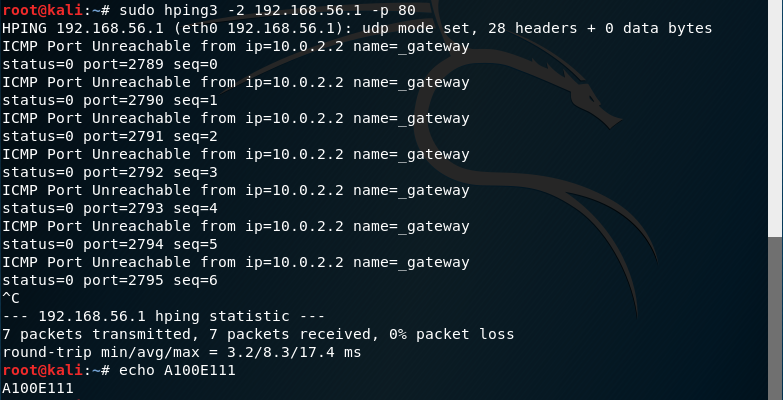 root@kali:~# sudo hping3 -2 192.168.56.1 -p 80
HPING 192.168.56.1 (eth0 192.168.56.1): udp mode set, 28 headers + 0 data bytes
ICMP Port Unreachable from ip=10.0.2.2 name=_gateway
status=0 port=2789 seq=0
ICMP Port Unreachable from ip=10.0.2.2 name=_gateway
status=0 port=2790 seq=1
ICMP Port Unreachable from ip=10.0.2.2 name=_gateway
status=0 port=2791 seq=2
ICMP Port Unreachable from ip=10.0.2.2 name=_gateway
status=0 port=2792 seq=3
ICMP Port Unreachable from ip=10.0.2.2 name=_gateway
status=0 port=2793 seq=4
ICMP Port Unreachable from ip=10.0.2.2 name=_gateway
status=0 port=2794 seq=5
ICMP Port Unreachable from ip=10.0.2.2 name=_gateway
status=0 port=2795 seq=6
^C
--- 192.168.56.1 hping statistic ---
7 packets transmitted, 7 packets received, 0% packet loss
round-trip min/avg/max = 3.2/8.3/17.4 ms
root@kali:~# echo A100E111
A100E111